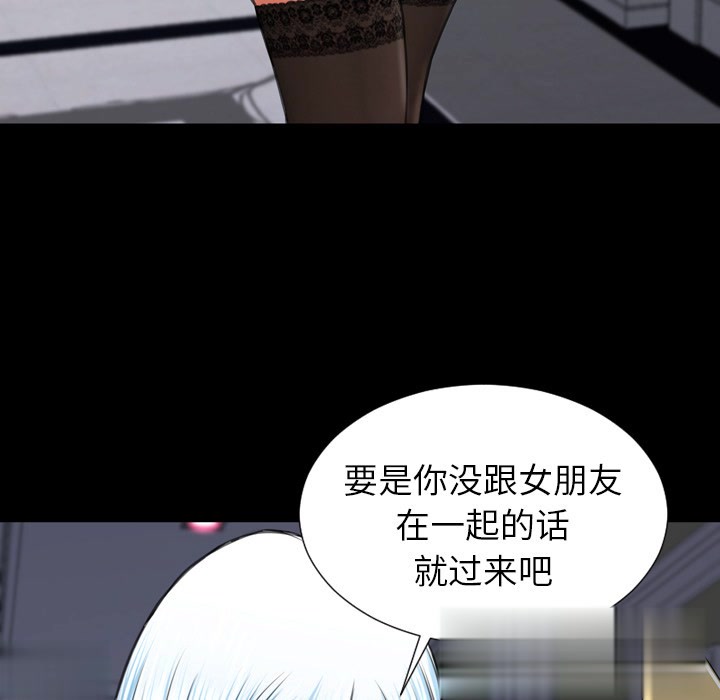 要是你没跟女朋友
在一起的话
就过来吧